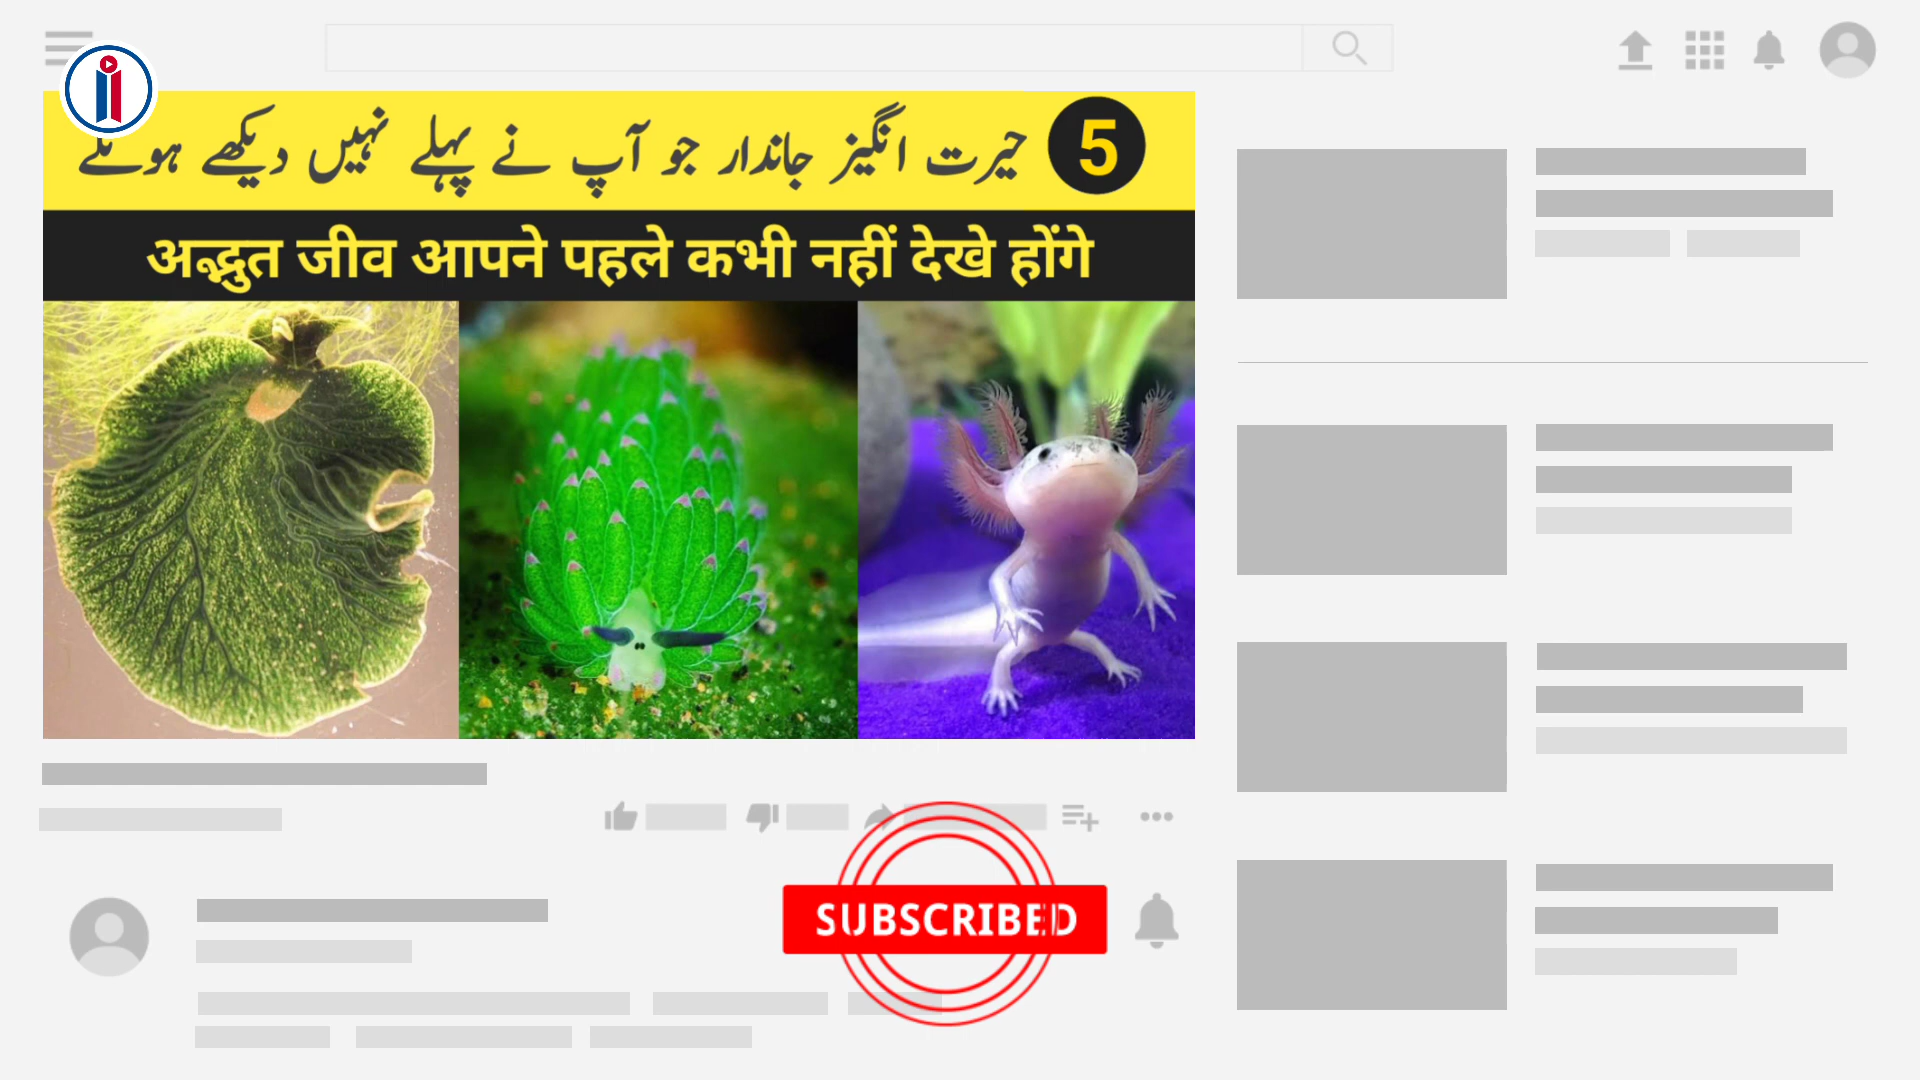 5 حیرت انگیز جاندار جو آپ نے پہلے نہیں دیکھے ہونگے
अद्भुत जीव आपने पहले कभी नहीं देखे होंगे
SUBSCRIBED